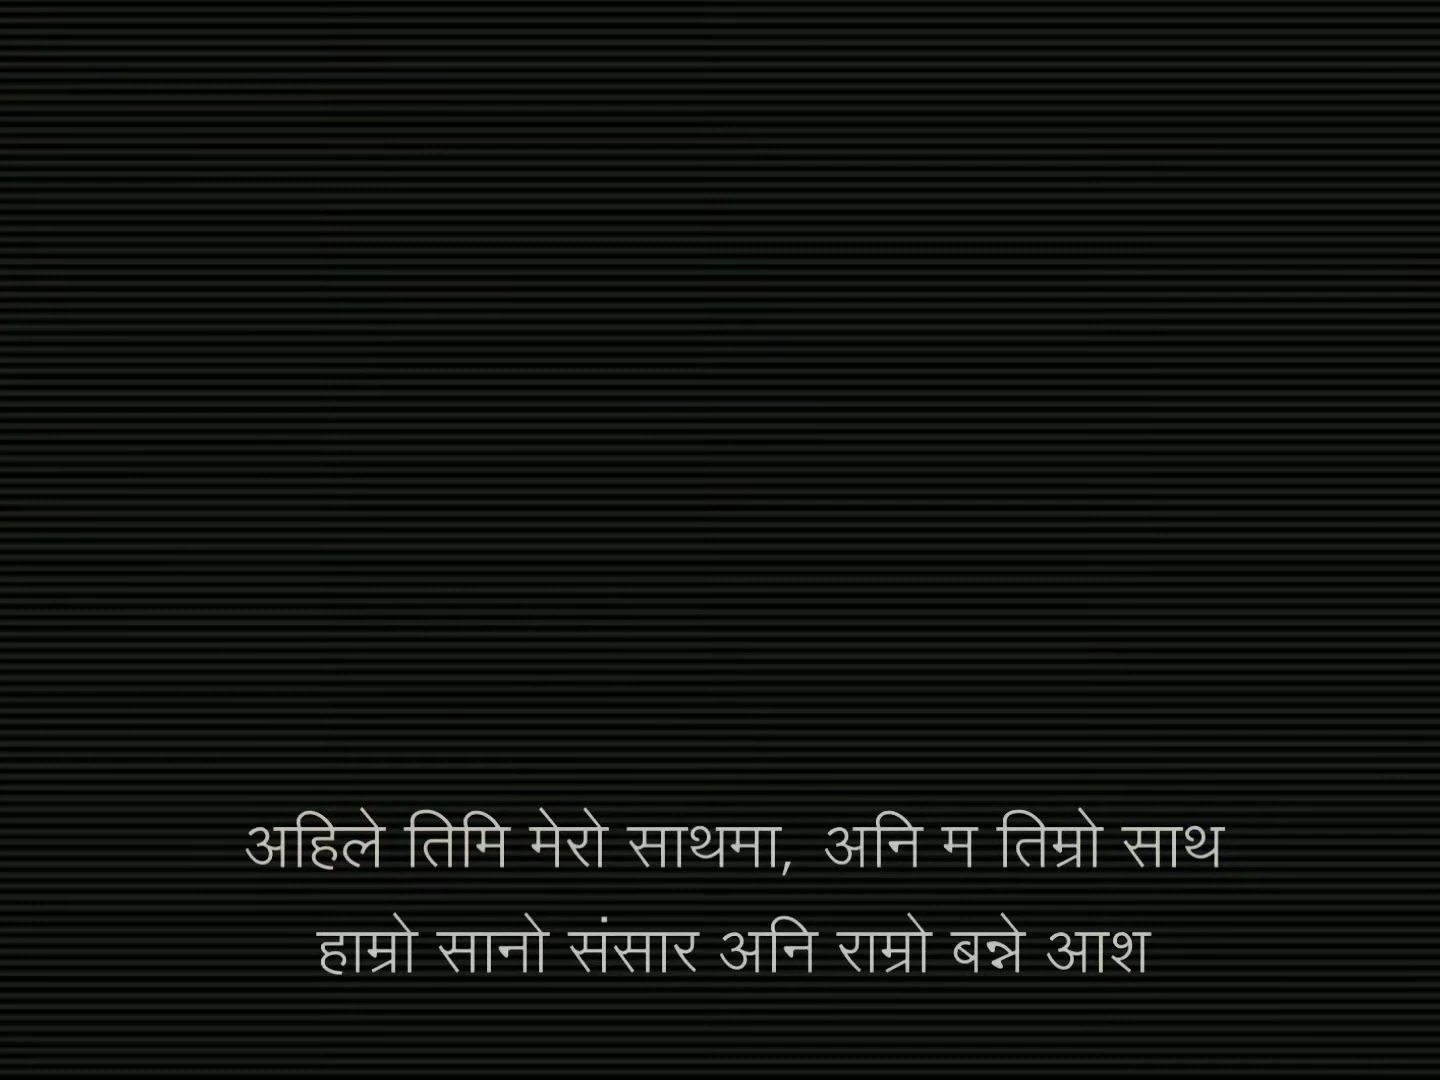 अहिले तिमि मेरो साथमा, अनि म तिम्रो साथ
हाम्रो सानो संसार अनि राम्रो बन्ने आश